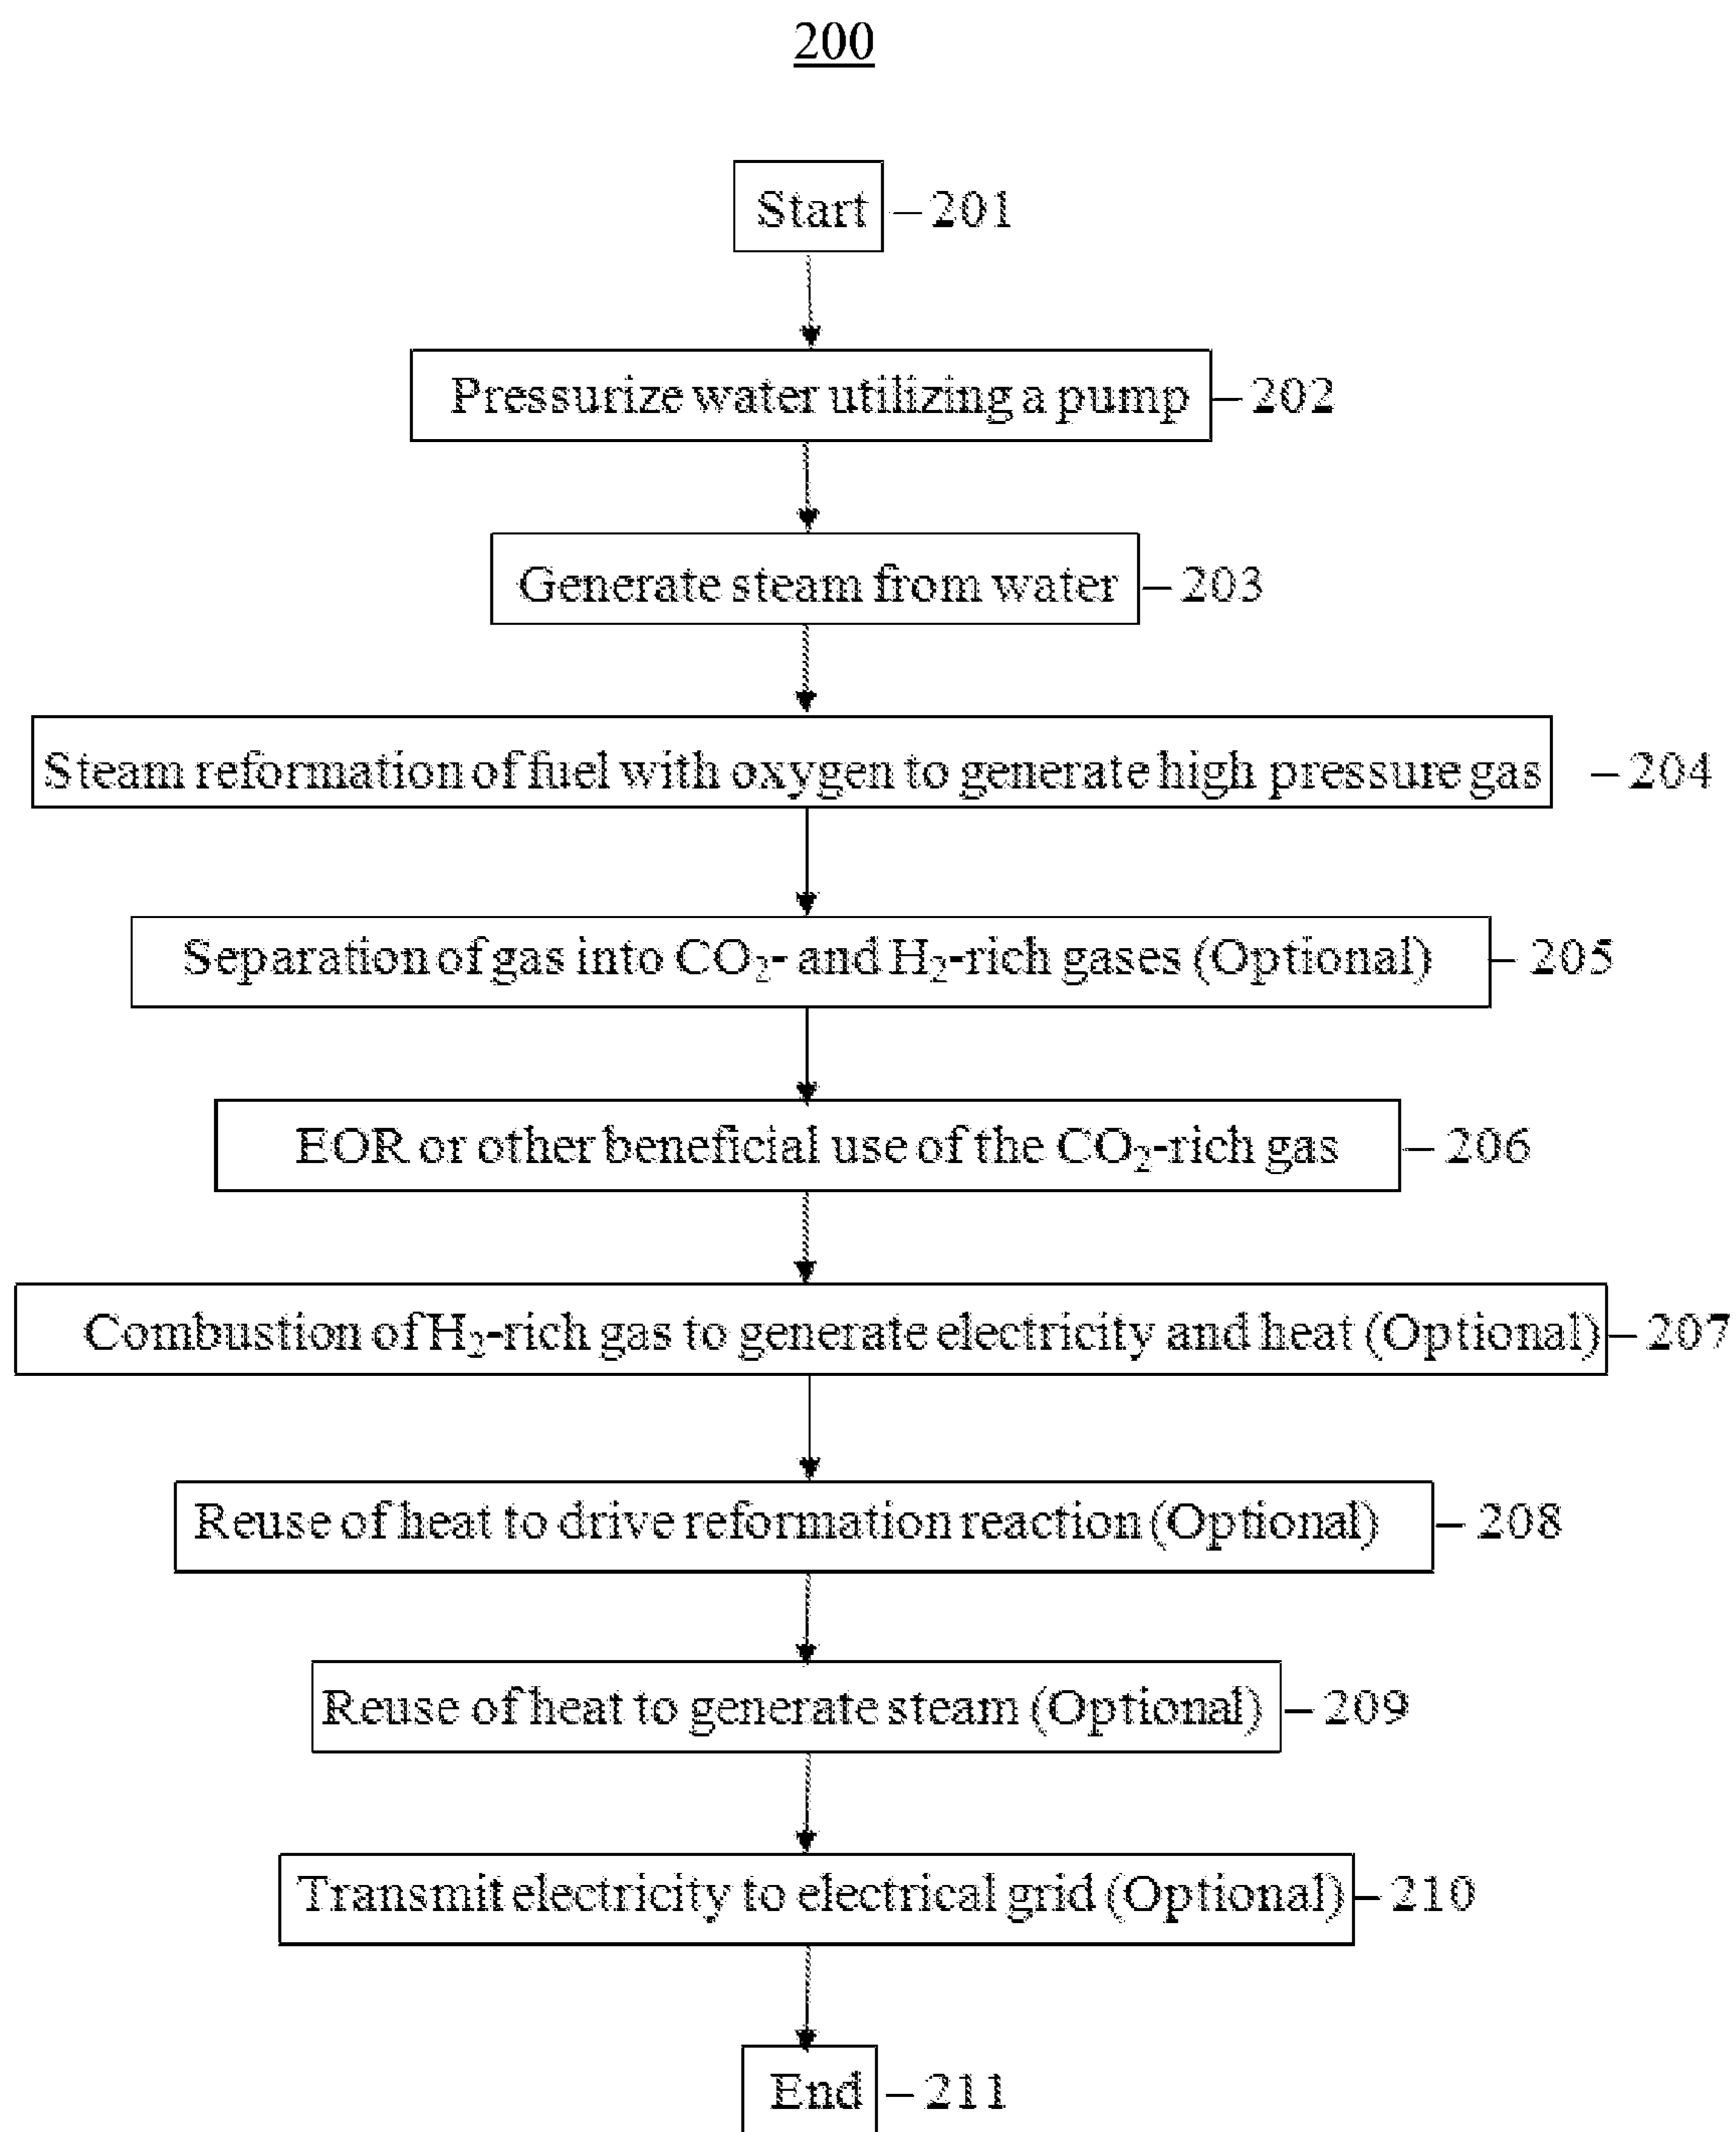 200
Start – 201
Pressurize water utilizing a pump – 202
Generate steam from water – 203
Steam reformation of fuel with oxygen to generate high pressure gas – 204
Separation of gas into CO₂- and H₂-rich gases (Optional) – 205
EOR or other beneficial use of the CO₂-rich gas – 206
Combustion of H₂-rich gas to generate electricity and heat (Optional) – 207
Reuse of heat to drive reformation reaction (Optional) – 208
Reuse of heat to generate steam (Optional) – 209
Transmit electricity to electrical grid (Optional) – 210
End – 211